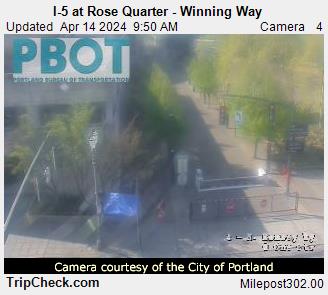 I-5 at Rose Quarter - Winning Way
Updated Apr 14 2024 9:50 AM Camera 4
PBOT
PORTLAND BUREAU OF TRANSPORTATION
Camera courtesy of the City of Portland
TripCheck.com Milepost302.00